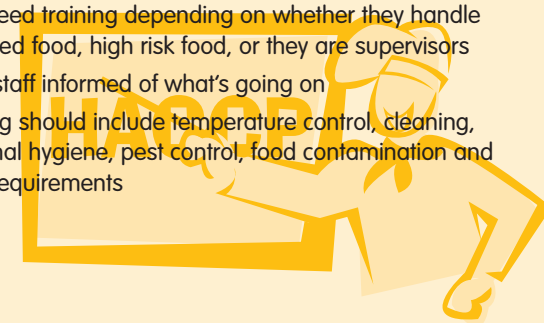 eed training depending on whether they handle
ed food, high risk food, or they are supervisors
staff informed of what's going on
HACCP
g should include temperature control, cleaning,
nal hygiene, pest control, food contamination and
equirements